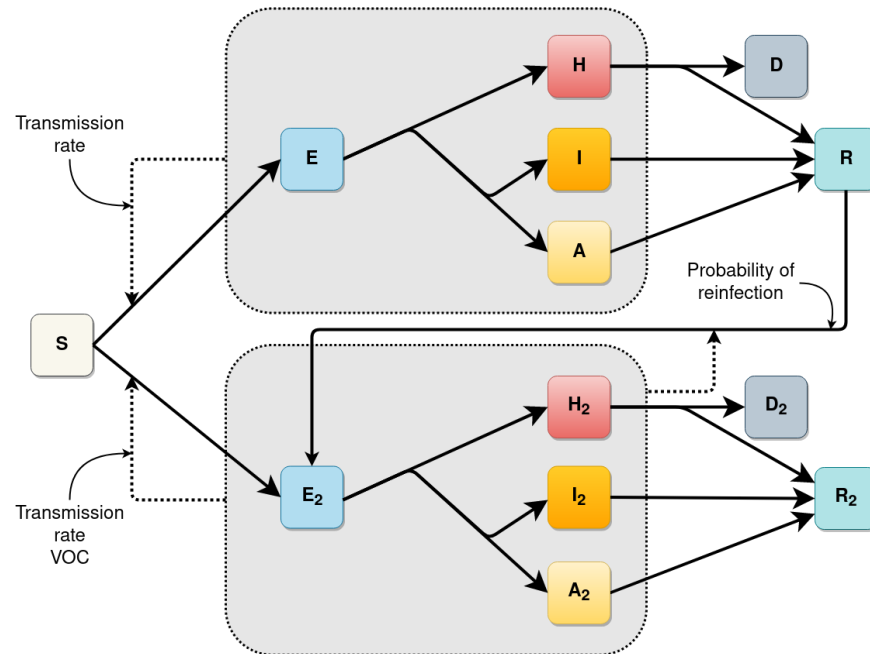 H
D
Transmission
rate
E
I
R
A
Probability of
reinfection
S
H₂
D₂
E₂
I₂
R₂
Transmission
rate
VOC
A₂